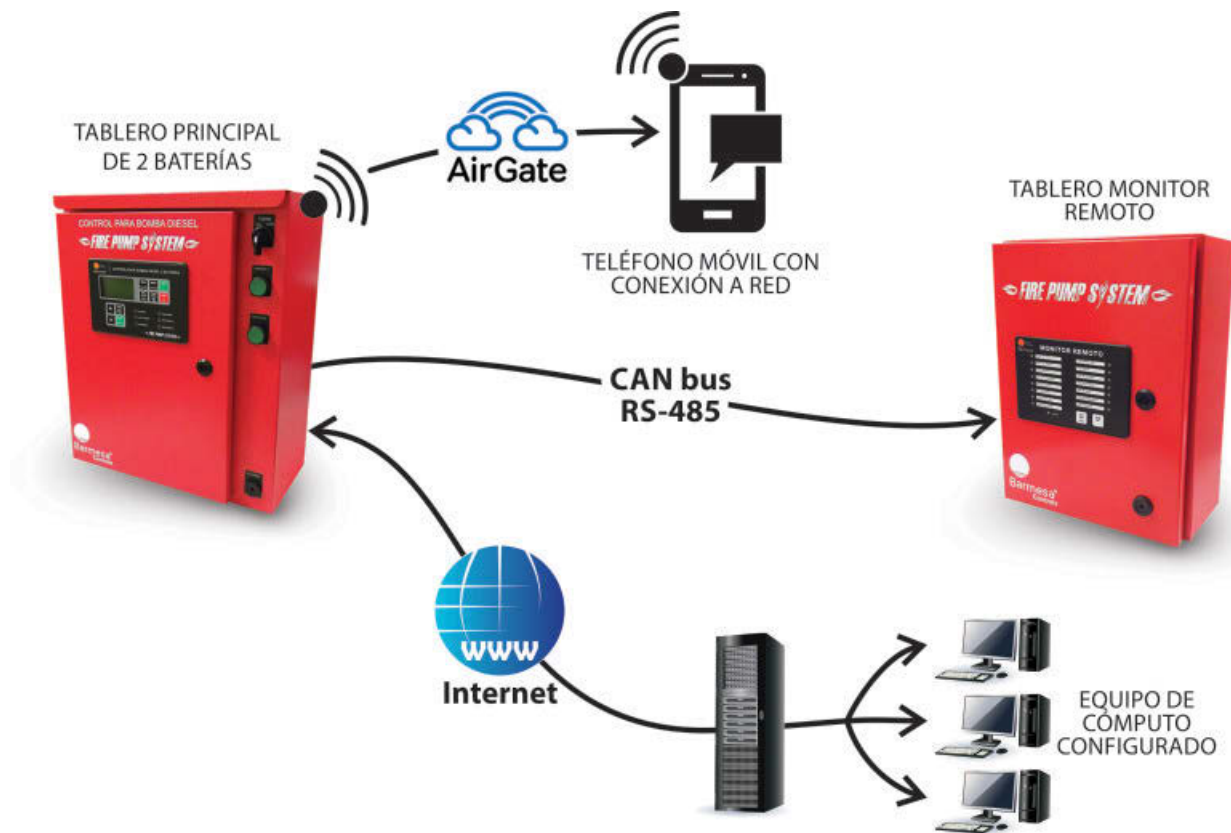 TABLERO PRINCIPAL
DE 2 BATERÍAS
AirGate
TELÉFONO MÓVIL CON
CONEXIÓN A RED
TABLERO MONITOR
REMOTO
CONTROL PARA BOMBA DIESEL
FIRE PUMP SYSTEM
Barmesa
Controls
FIRE PUMP SYSTEM
MONITOR REMOTO
Barmesa
Controls
CAN bus
RS-485
www
Internet
EQUIPO DE
CÓMPUTO
CONFIGURADO